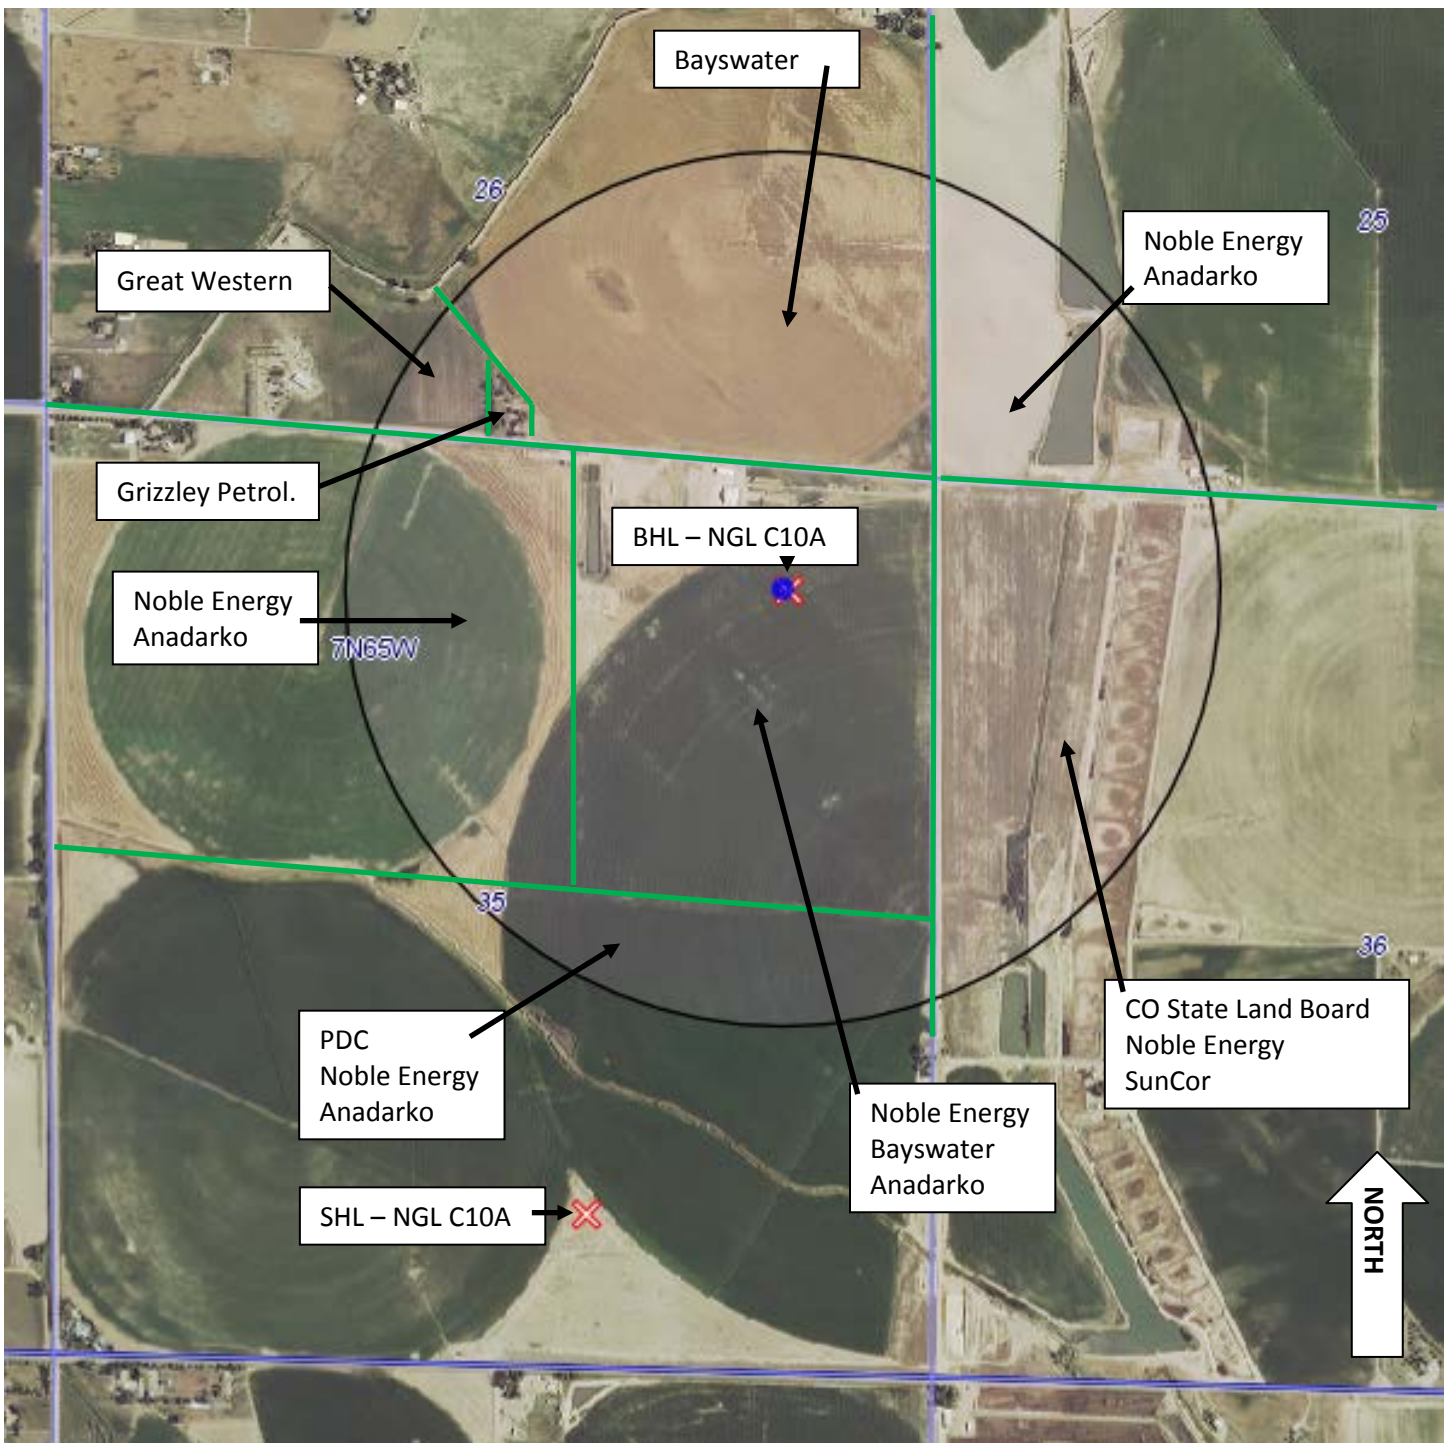 Bayswater
26
25
Noble Energy
Anadarko
Great Western
Grizzley Petrol.
BHL – NGL C10A
Noble Energy
Anadarko
7N65W
35
36
PDC
Noble Energy
Anadarko
CO State Land Board
Noble Energy
SunCor
Noble Energy
Bayswater
Anadarko
SHL – NGL C10A
NORTH